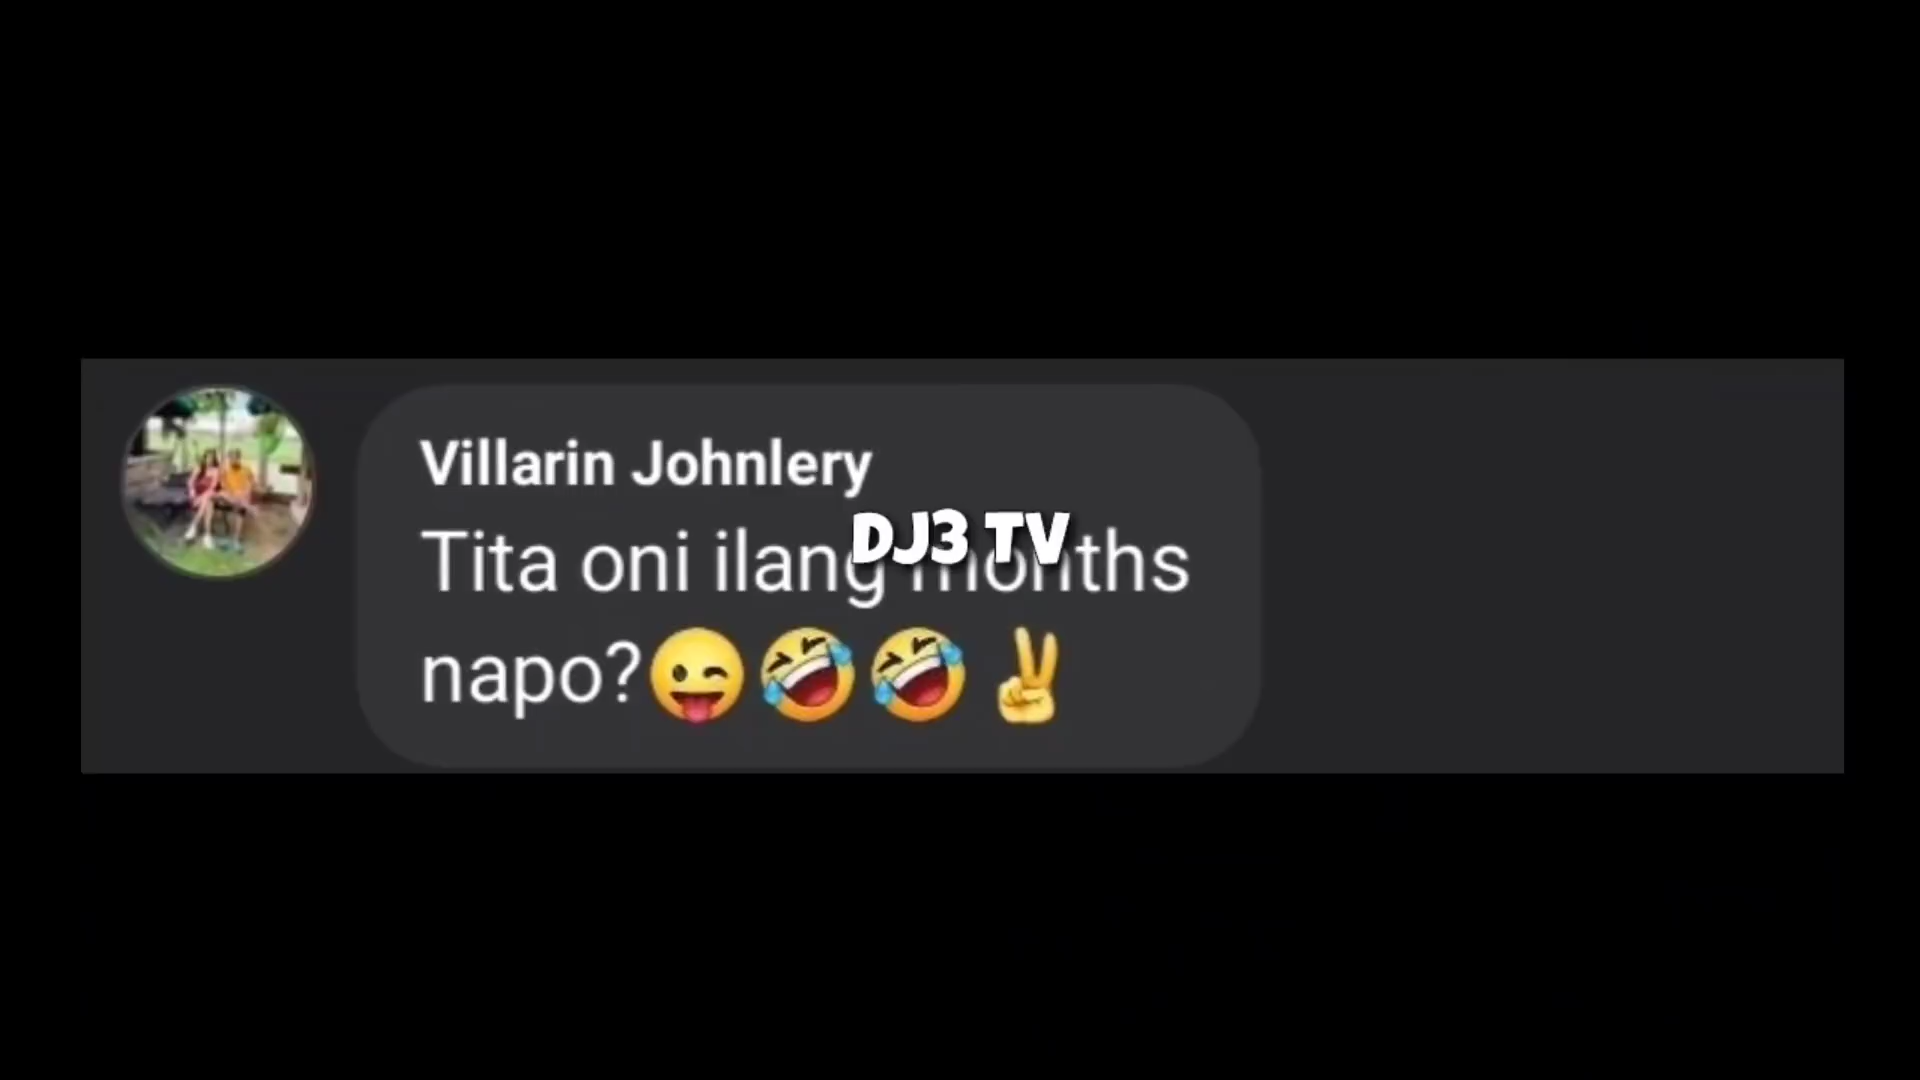 Villarin Johnlery
DJ3 TV
Tita oni ilang months
napo?😜🤣🤣✌️